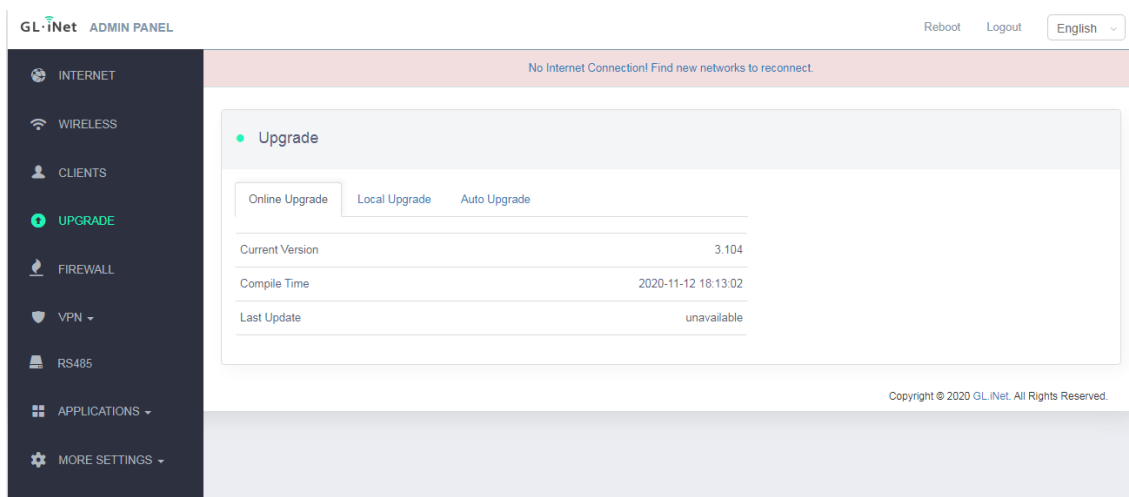 GL·iNet ADMIN PANEL
Reboot Logout English
INTERNET
No Internet Connection! Find new networks to reconnect.
WIRELESS
Upgrade
CLIENTS
Online Upgrade Local Upgrade Auto Upgrade
UPGRADE
Current Version 3.104
FIREWALL
Compile Time 2020-11-12 18:13:02
VPN
Last Update unavailable
RS485
Copyright © 2020 GL.iNet. All Rights Reserved.
APPLICATIONS
MORE SETTINGS